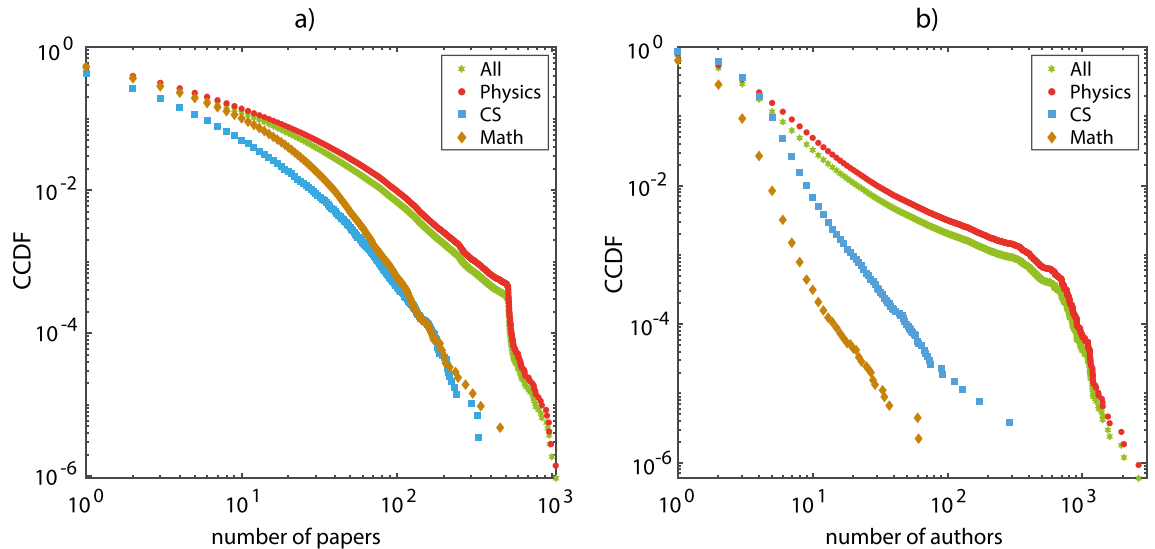 a)
10^0
10^-2
10^-4
10^-6
CCDF
10^0
10^1
10^2
10^3
number of papers
All
Physics
CS
Math
b)
10^0
10^-2
10^-4
10^-6
CCDF
10^0
10^1
10^2
10^3
number of authors
All
Physics
CS
Math